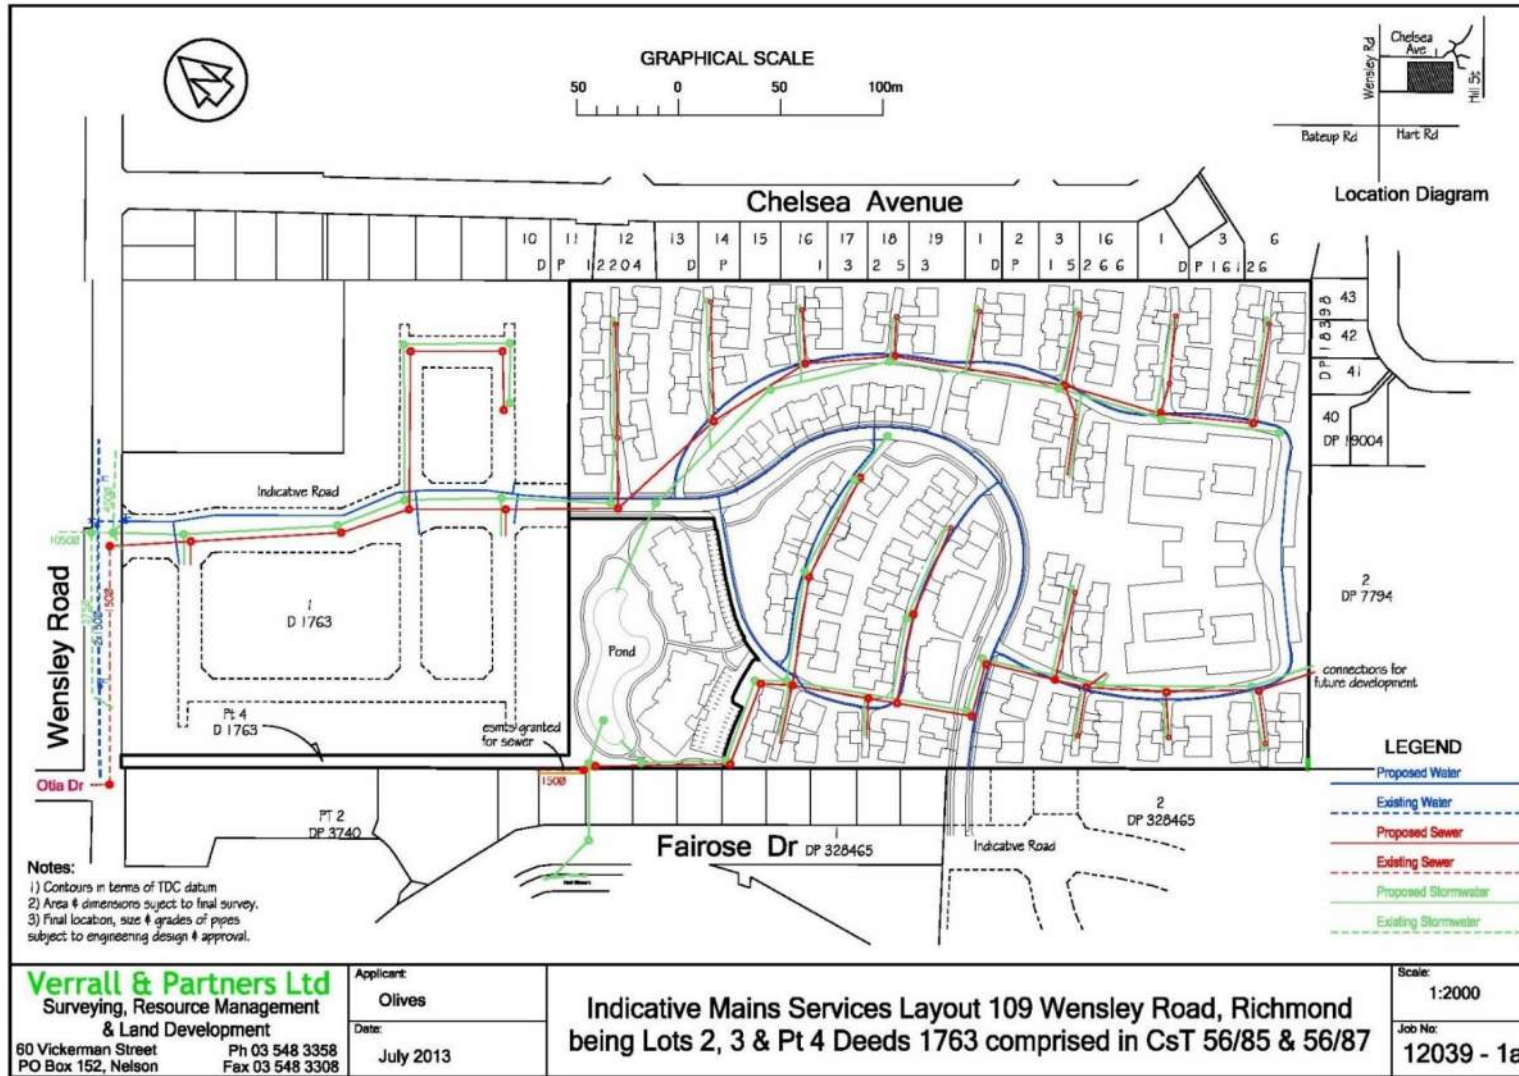 GRAPHICAL SCALE
50 0 50 100m
Chelsea Ave
Wensley Rd
Hill St
Bateup Rd
Hart Rd
Location Diagram
Chelsea Avenue
10 11 12 13 14 15 16 17 18 19 1 2 3 16 1 3 6
D P 12204 D P 1 3 2 5 3 D P 1 5 2 6 6 D P 16126
43
42
41
DP 18398
40
DP 19004
Indicative Road
1050Ø
450Ø
375Ø
150Ø
150Ø
Wensley Road
1
D 1763
Pt 4
D 1763
Pond
esmts granted
for sewer
150Ø
Otia Dr
2
DP 7794
connections for
future development
PT 2
DP 3740
Fairose Dr
1
DP 328465
Indicative Road
2
DP 328465
LEGEND
Proposed Water
Existing Water
Proposed Sewer
Existing Sewer
Proposed Stormwater
Existing Stormwater
Notes:
1) Contours in terms of TDC datum
2) Area & dimensions suject to final survey.
3) Final location, size & grades of pipes
subject to engineering design & approval.
Verrall & Partners Ltd
Surveying, Resource Management
& Land Development
60 Vickerman Street Ph 03 548 3358
PO Box 152, Nelson Fax 03 548 3308
Applicant:
Olives
Date:
July 2013
Indicative Mains Services Layout 109 Wensley Road, Richmond
being Lots 2, 3 & Pt 4 Deeds 1763 comprised in CsT 56/85 & 56/87
Scale:
1:2000
Job No:
12039 - 1a